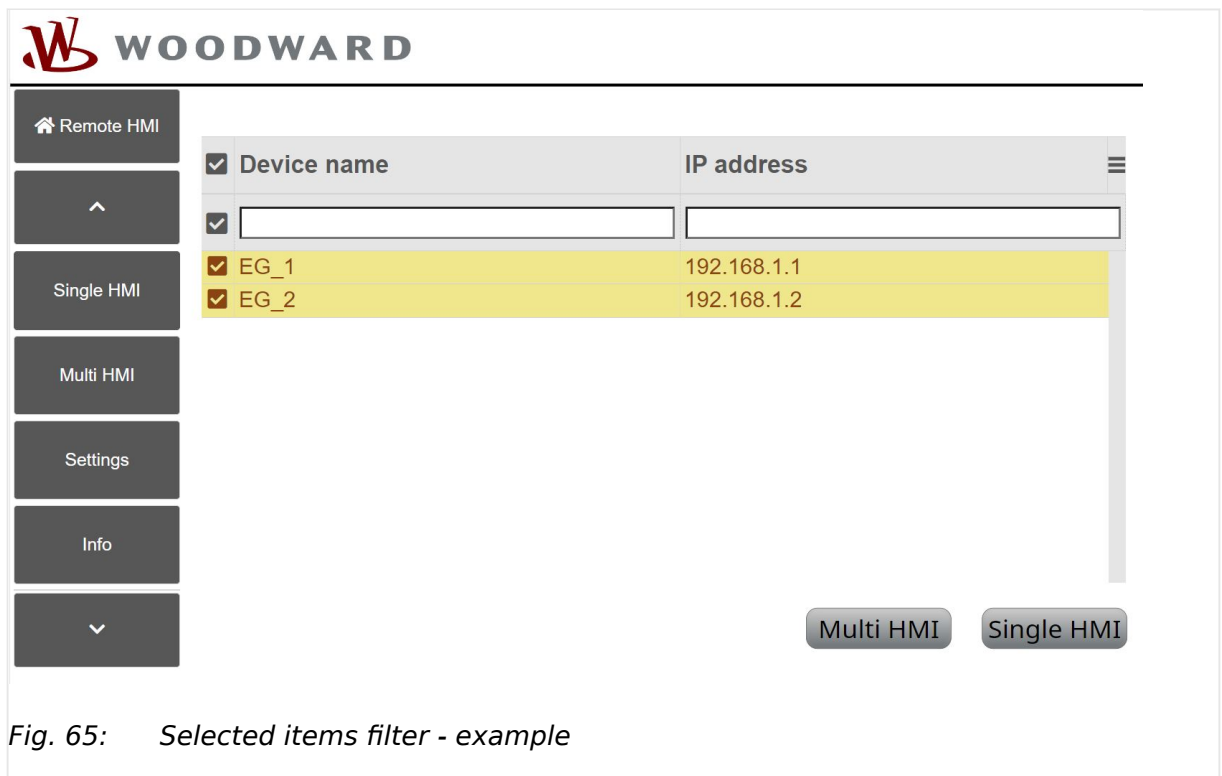 WOODWARD
Remote HMI
Device name IP address
Single HMI
EG_1 192.168.1.1
EG_2 192.168.1.2
Multi HMI
Settings
Info
Multi HMI Single HMI
Fig. 65: Selected items filter - example